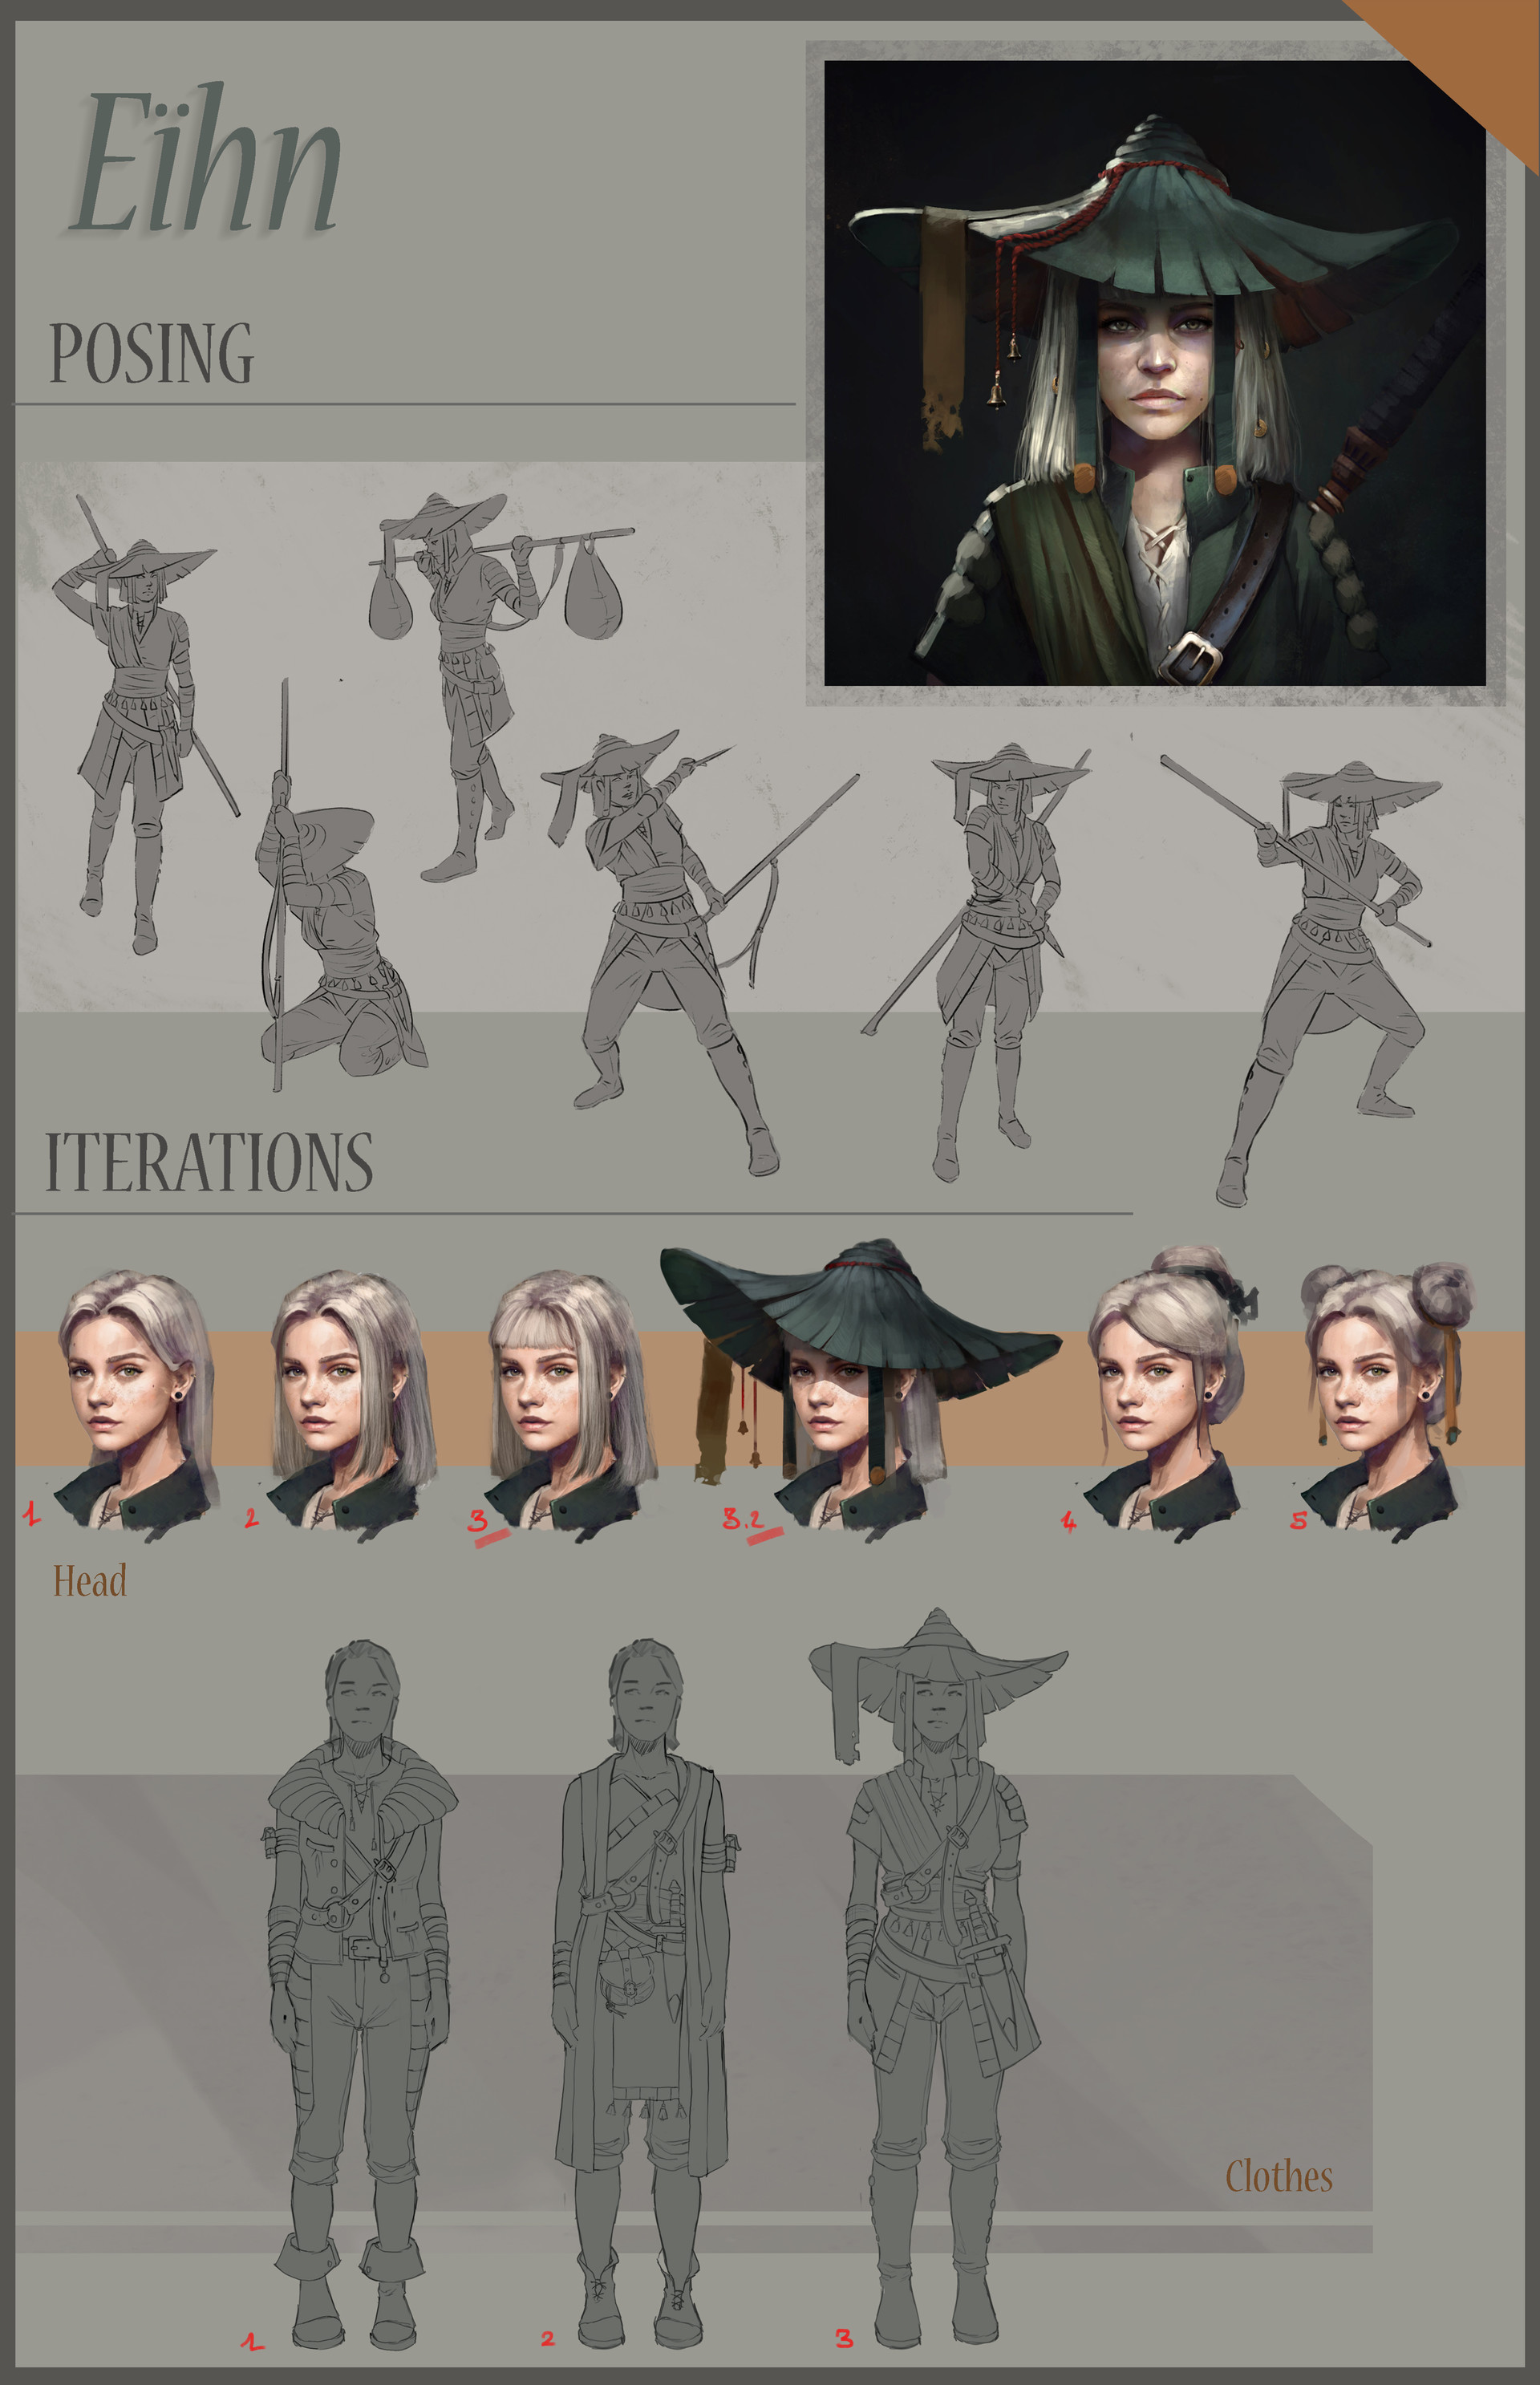 Eïhn
POSING
ITERATIONS
1 2 3 3.2 4 5
Head
Clothes
1 2 3